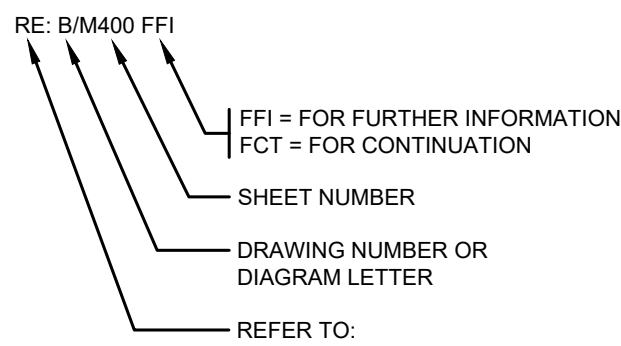 RE: B/M400 FFI
FFI = FOR FURTHER INFORMATION
FCT = FOR CONTINUATION
SHEET NUMBER
DRAWING NUMBER OR
DIAGRAM LETTER
REFER TO: